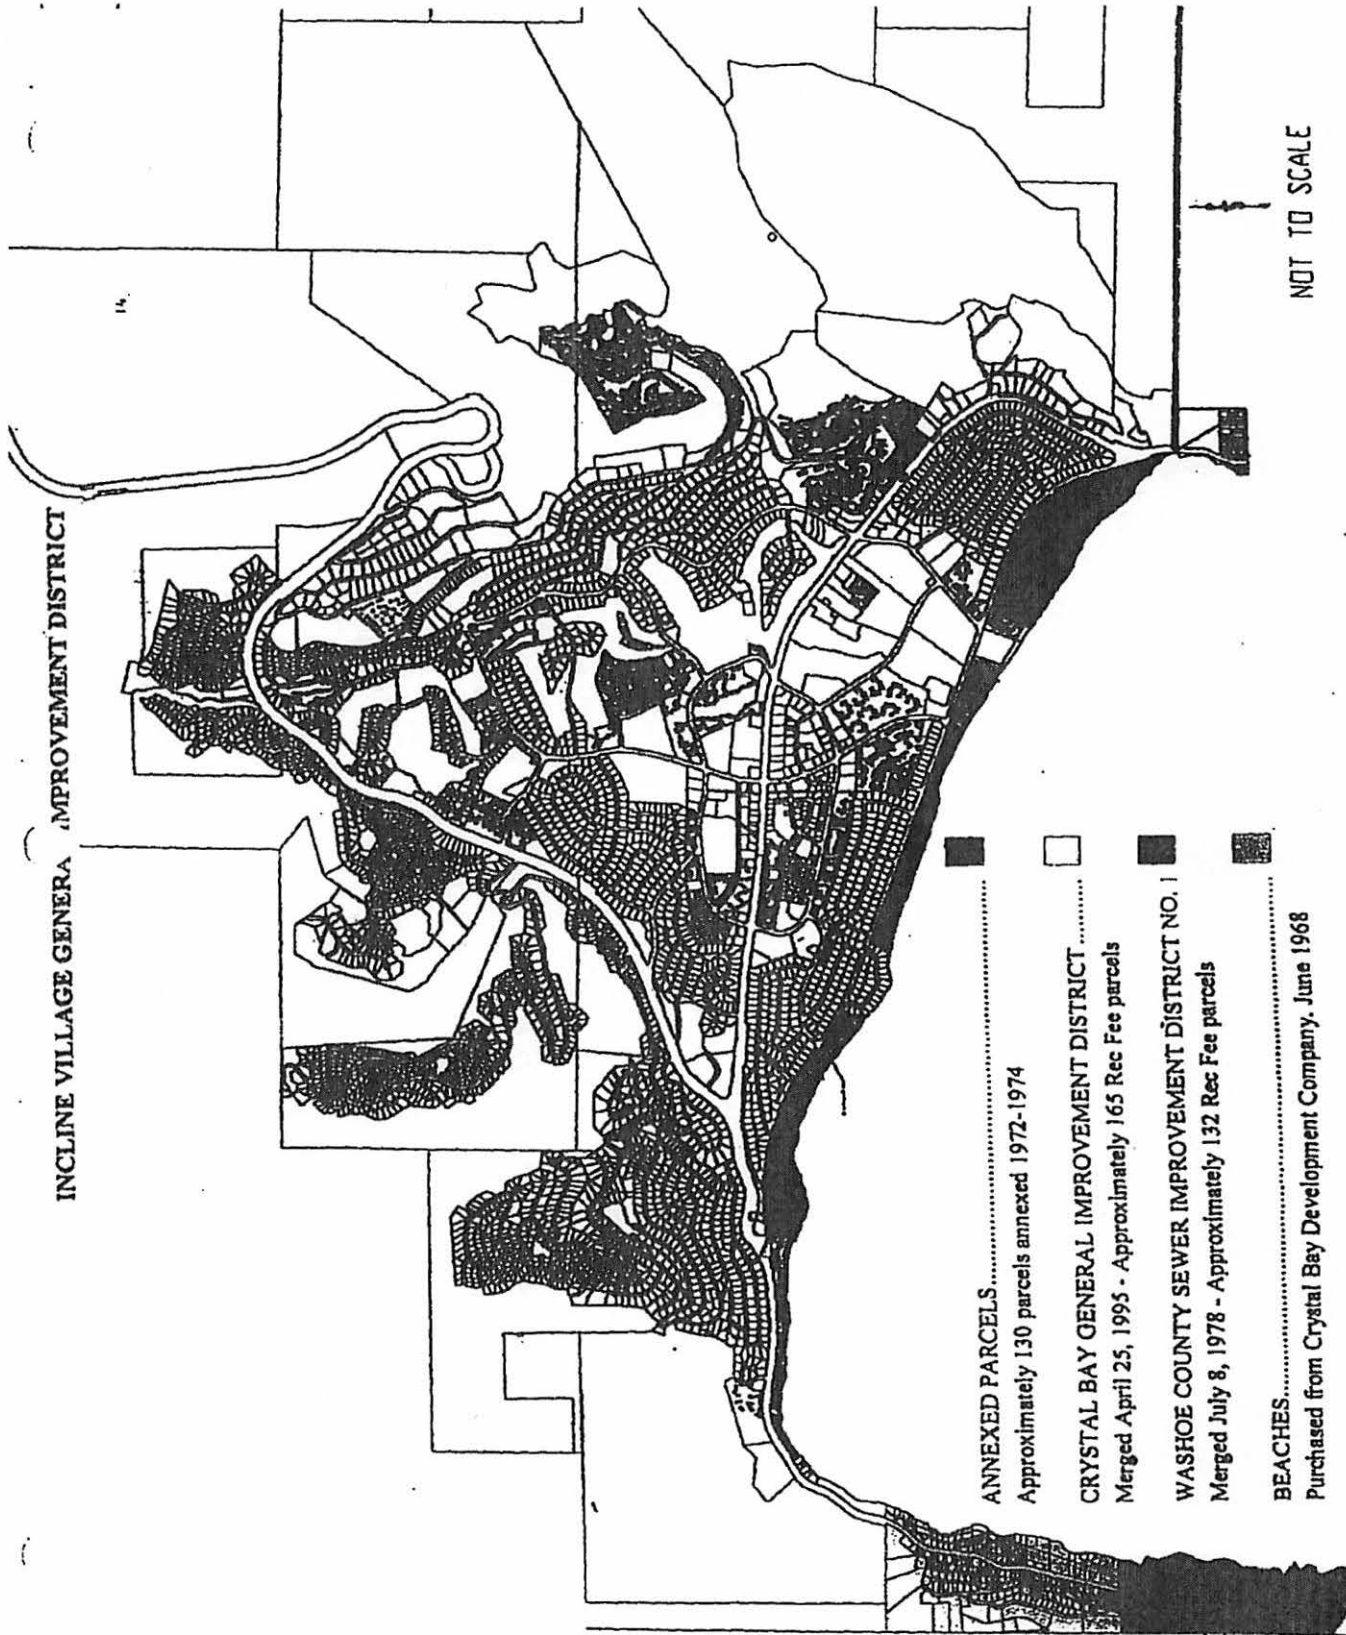 INCLINE VILLAGE GENERA MPROVEMENT DISTRICT
14
NOT TO SCALE
ANNEXED PARCELS..............................
Approximately 130 parcels annexed 1972-1974
CRYSTAL BAY GENERAL IMPROVEMENT DISTRICT............
Merged April 25, 1995 - Approximately 165 Rec Fee parcels
WASHOE COUNTY SEWER IMPROVEMENT DISTRICT NO. 1
Merged July 8, 1978 - Approximately 132 Rec Fee parcels
BEACHES..............................
Purchased from Crystal Bay Development Company. June 1968